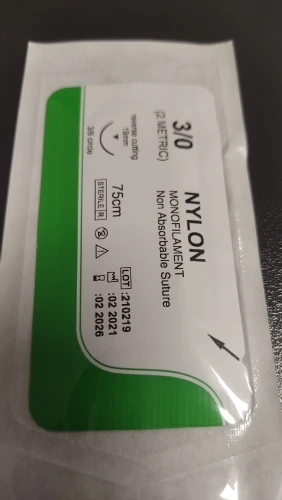 3/0
(2 METRIC)
reverse cutting
19mm
3/8 circle
NYLON
MONOFILAMENT
Non Absorbable Suture
75cm
STERILE R
LOT :210219
:02 2021
:02 2026